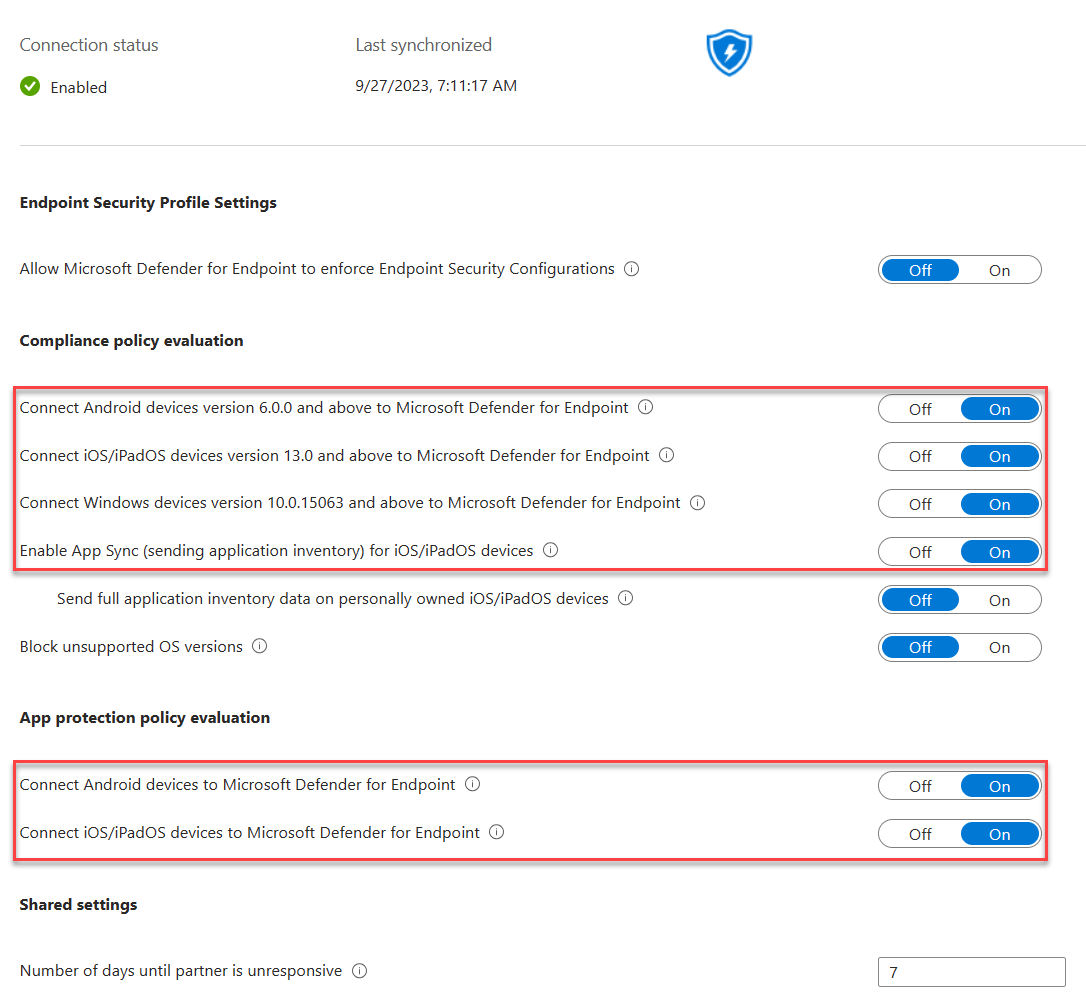 Connection status
Last synchronized
Enabled
9/27/2023, 7:11:17 AM
Endpoint Security Profile Settings
Allow Microsoft Defender for Endpoint to enforce Endpoint Security Configurations Off On
Compliance policy evaluation
Connect Android devices version 6.0.0 and above to Microsoft Defender for Endpoint Off On
Connect iOS/iPadOS devices version 13.0 and above to Microsoft Defender for Endpoint Off On
Connect Windows devices version 10.0.15063 and above to Microsoft Defender for Endpoint Off On
Enable App Sync (sending application inventory) for iOS/iPadOS devices Off On
Send full application inventory data on personally owned iOS/iPadOS devices Off On
Block unsupported OS versions Off On
App protection policy evaluation
Connect Android devices to Microsoft Defender for Endpoint Off On
Connect iOS/iPadOS devices to Microsoft Defender for Endpoint Off On
Shared settings
Number of days until partner is unresponsive 7